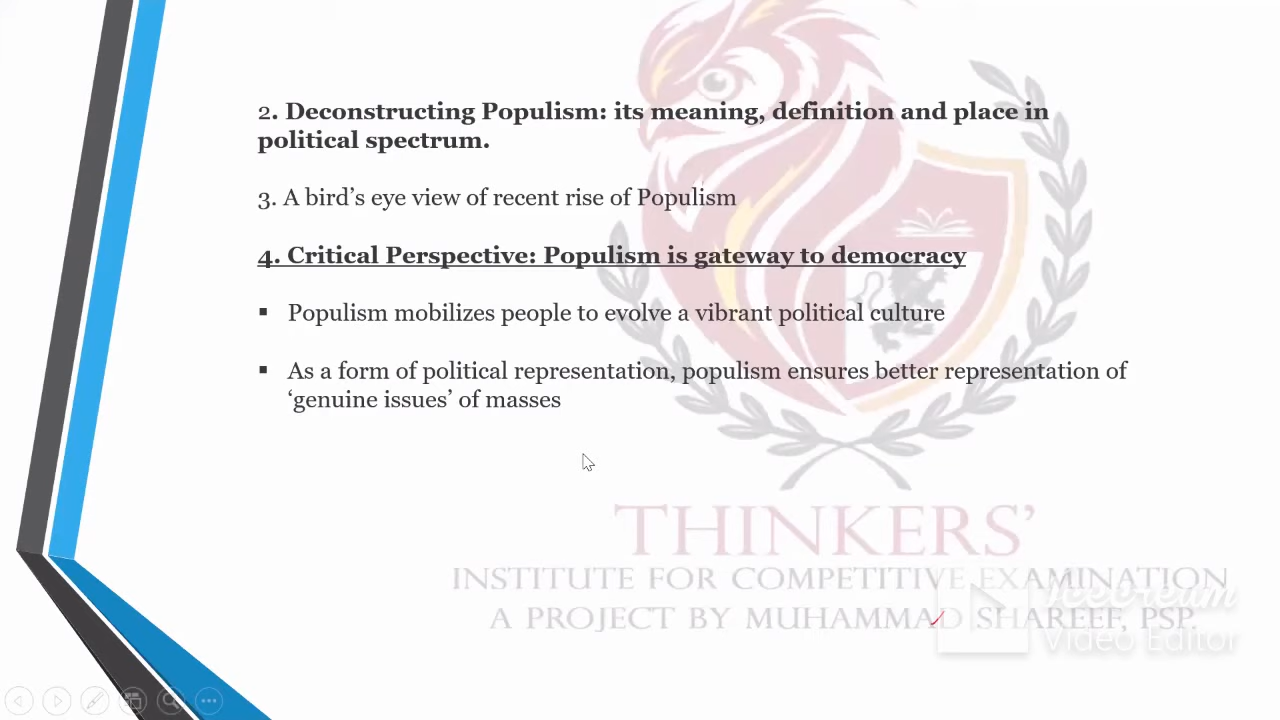 2. Deconstructing Populism: its meaning, definition and place in
political spectrum.
3. A bird’s eye view of recent rise of Populism
4. Critical Perspective: Populism is gateway to democracy
▪ Populism mobilizes people to evolve a vibrant political culture
▪ As a form of political representation, populism ensures better representation of
‘genuine issues’ of masses
THINKERS’
INSTITUTE FOR COMPETITIVE EXAMINATION
A PROJECT BY MUHAMMAD SHAREEF, PSP.
Icecream
Video Editor